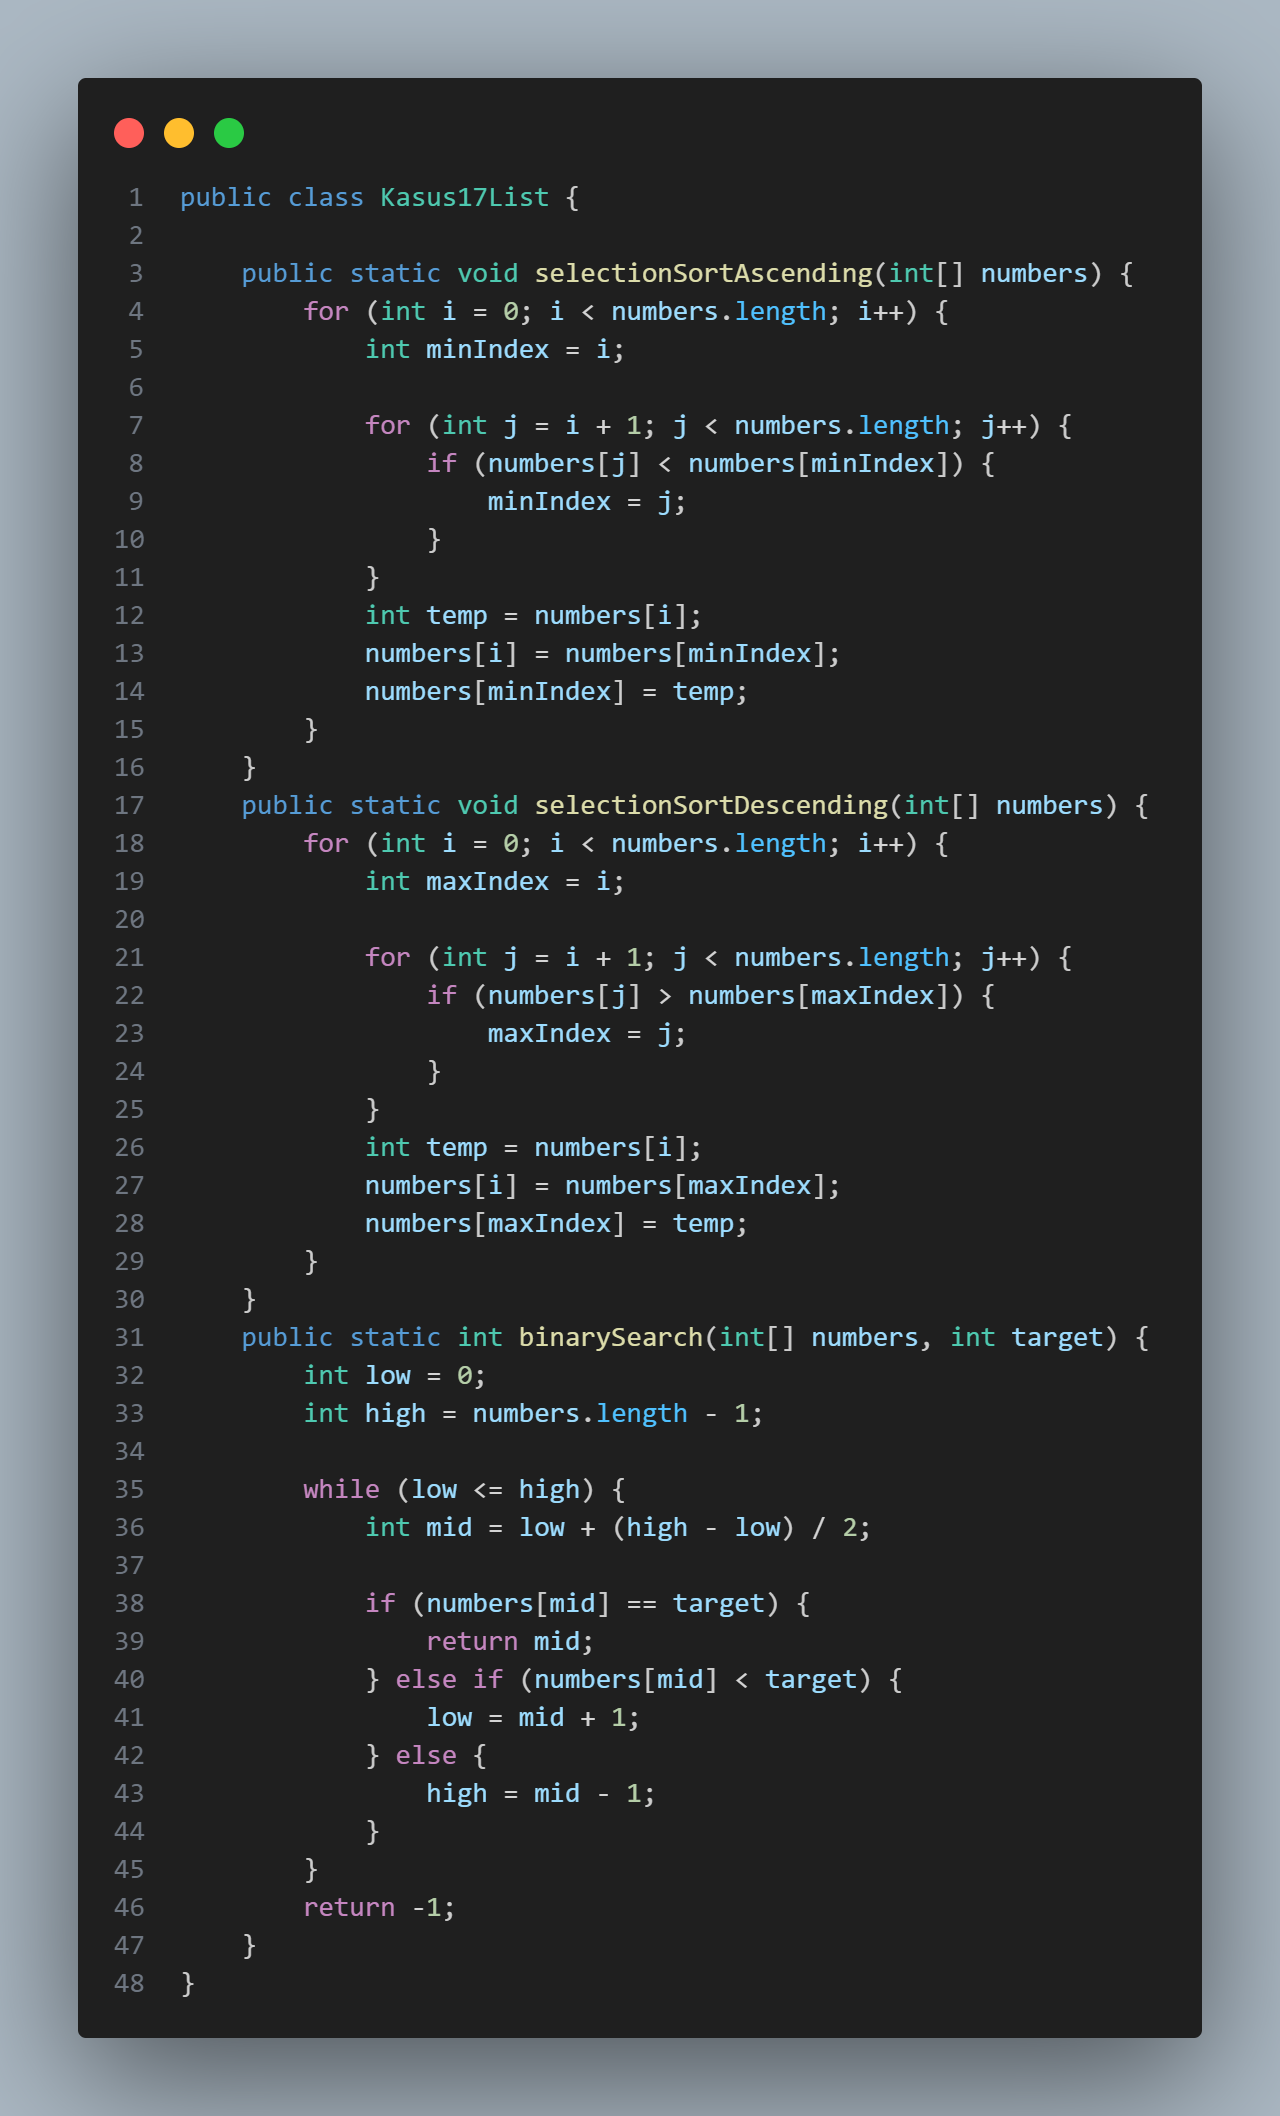 1 public class Kasus17List {
2
3     public static void selectionSortAscending(int[] numbers) {
4         for (int i = 0; i < numbers.length; i++) {
5             int minIndex = i;
6
7             for (int j = i + 1; j < numbers.length; j++) {
8                 if (numbers[j] < numbers[minIndex]) {
9                     minIndex = j;
10                 }
11             }
12             int temp = numbers[i];
13             numbers[i] = numbers[minIndex];
14             numbers[minIndex] = temp;
15         }
16     }
17     public static void selectionSortDescending(int[] numbers) {
18         for (int i = 0; i < numbers.length; i++) {
19             int maxIndex = i;
20
21             for (int j = i + 1; j < numbers.length; j++) {
22                 if (numbers[j] > numbers[maxIndex]) {
23                     maxIndex = j;
24                 }
25             }
26             int temp = numbers[i];
27             numbers[i] = numbers[maxIndex];
28             numbers[maxIndex] = temp;
29         }
30     }
31     public static int binarySearch(int[] numbers, int target) {
32         int low = 0;
33         int high = numbers.length - 1;
34
35         while (low <= high) {
36             int mid = low + (high - low) / 2;
37
38             if (numbers[mid] == target) {
39                 return mid;
40             } else if (numbers[mid] < target) {
41                 low = mid + 1;
42             } else {
43                 high = mid - 1;
44             }
45         }
46         return -1;
47     }
48 }